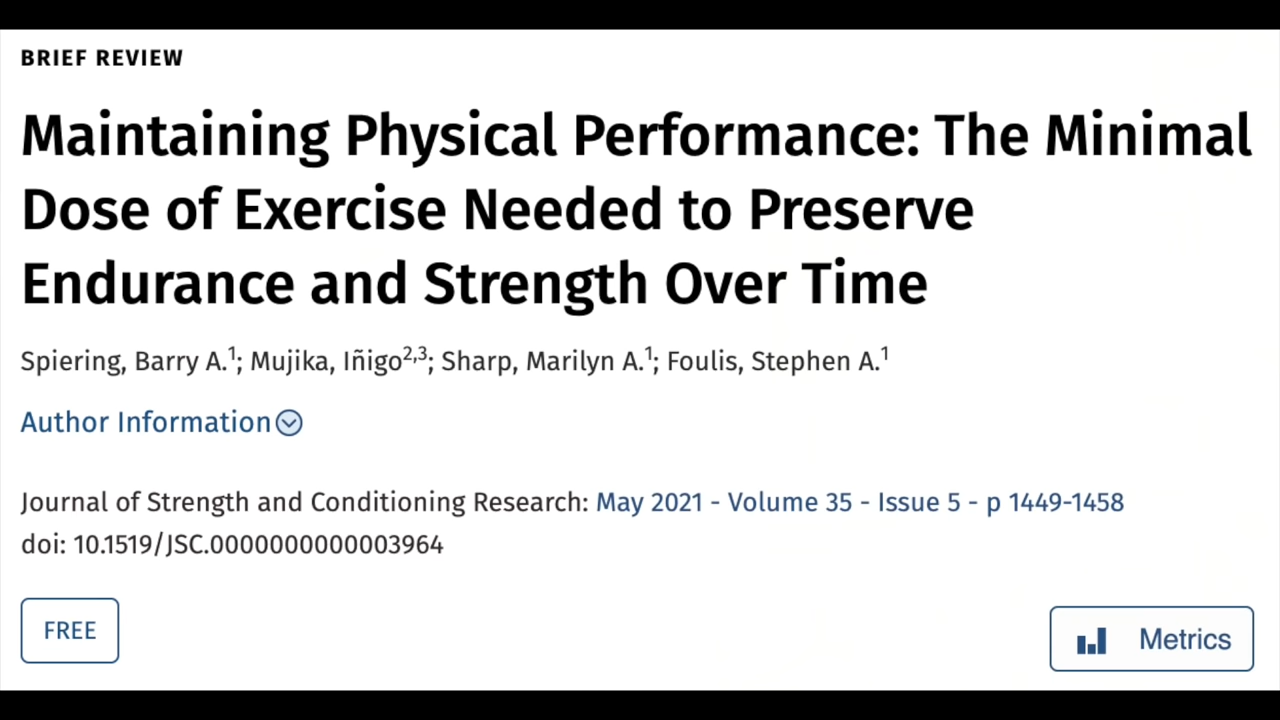 BRIEF REVIEW
Maintaining Physical Performance: The Minimal
Dose of Exercise Needed to Preserve
Endurance and Strength Over Time
Spiering, Barry A.1; Mujika, Iñigo2,3; Sharp, Marilyn A.1; Foulis, Stephen A.1
Author Information
Journal of Strength and Conditioning Research: May 2021 - Volume 35 - Issue 5 - p 1449-1458
doi: 10.1519/JSC.0000000000003964
FREE
Metrics